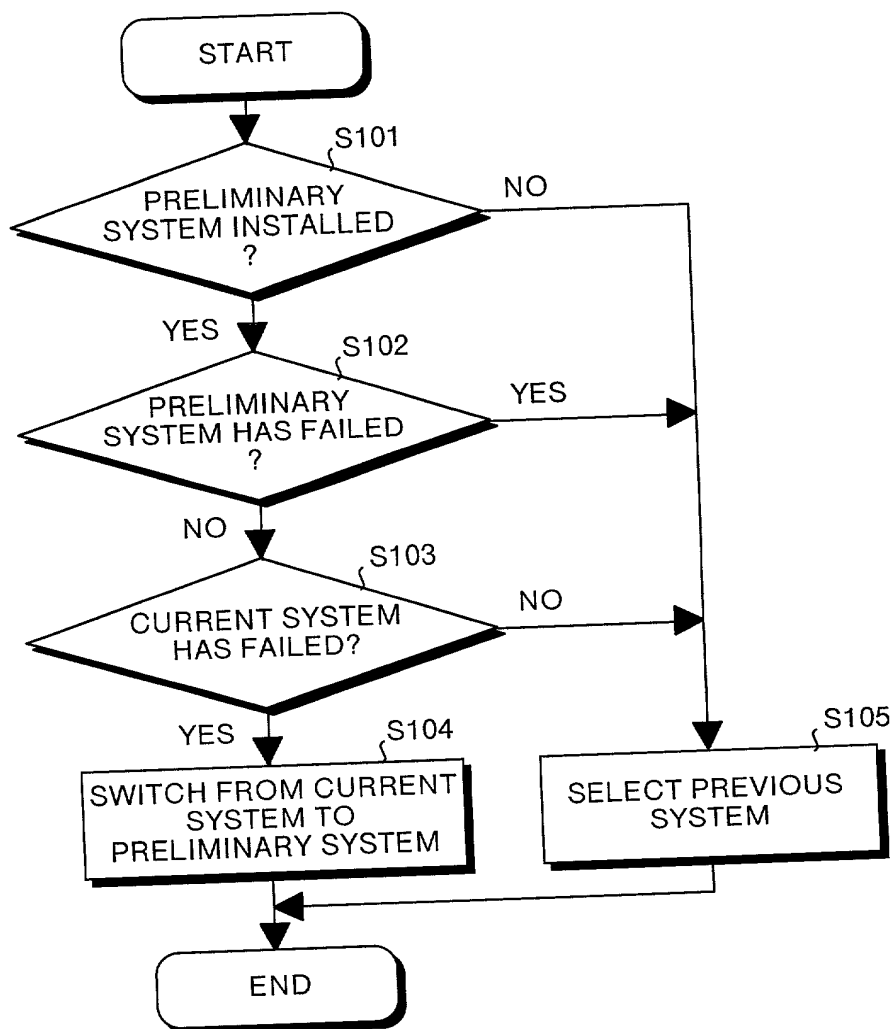 START
S101
PRELIMINARY
SYSTEM INSTALLED
?
NO
YES
S102
PRELIMINARY
SYSTEM HAS FAILED
?
YES
NO
S103
CURRENT SYSTEM
HAS FAILED?
NO
YES
S104
SWITCH FROM CURRENT
SYSTEM TO
PRELIMINARY SYSTEM
S105
SELECT PREVIOUS
SYSTEM
END